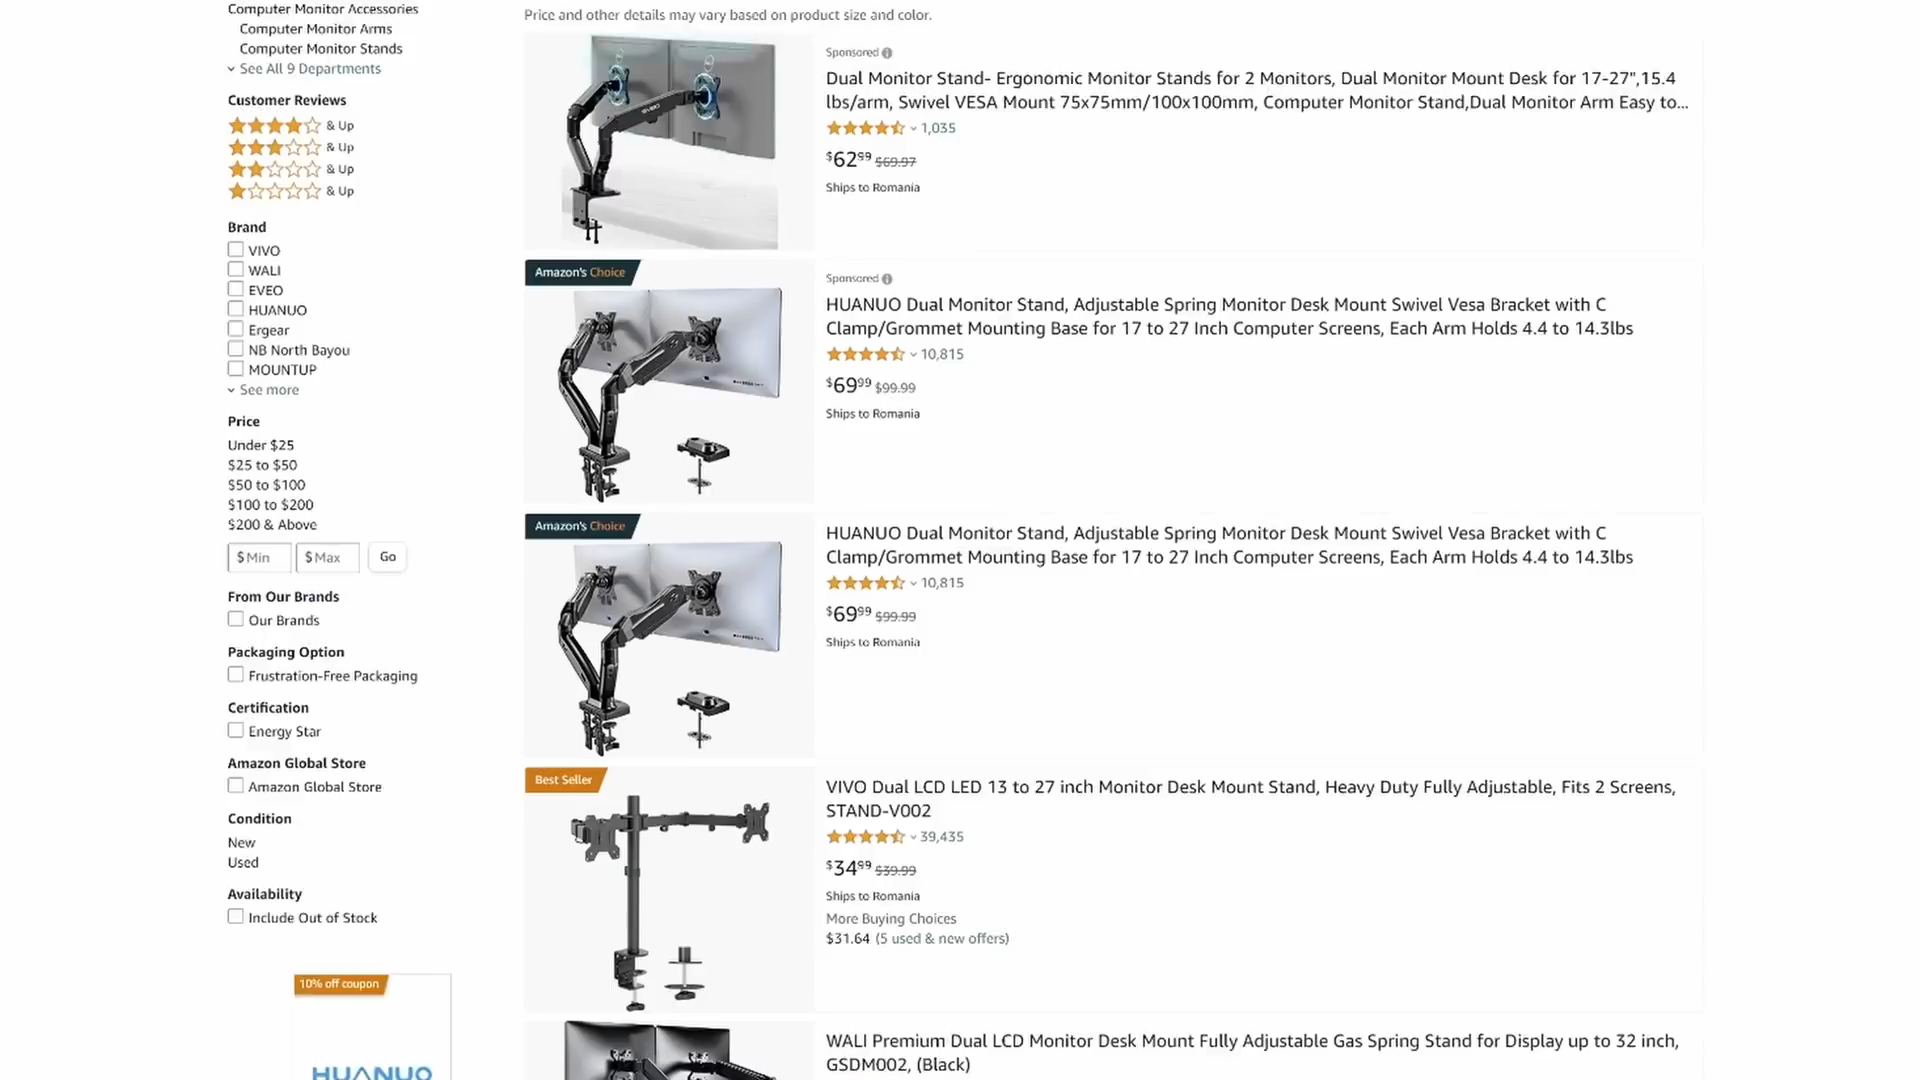 Computer Monitor Accessories
Computer Monitor Arms
Computer Monitor Stands
See All 9 Departments
Customer Reviews
& Up
& Up
& Up
& Up
Brand
VIVO
WALI
EVEO
HUANUO
Ergear
NB North Bayou
MOUNTUP
See more
Price
Under $25
$25 to $50
$50 to $100
$100 to $200
$200 & Above
$ Min $ Max Go
From Our Brands
Our Brands
Packaging Option
Frustration-Free Packaging
Certification
Energy Star
Amazon Global Store
Amazon Global Store
Condition
New
Used
Availability
Include Out of Stock
10% off coupon
HUANUO
Price and other details may vary based on product size and color.
Sponsored
Dual Monitor Stand- Ergonomic Monitor Stands for 2 Monitors, Dual Monitor Mount Desk for 17-27",15.4
lbs/arm, Swivel VESA Mount 75x75mm/100x100mm, Computer Monitor Stand,Dual Monitor Arm Easy to...
1,035
$62.99 $69.97
Ships to Romania
Amazon's Choice
Sponsored
HUANUO Dual Monitor Stand, Adjustable Spring Monitor Desk Mount Swivel Vesa Bracket with C
Clamp/Grommet Mounting Base for 17 to 27 Inch Computer Screens, Each Arm Holds 4.4 to 14.3lbs
10,815
$69.99 $99.99
Ships to Romania
Amazon's Choice
HUANUO Dual Monitor Stand, Adjustable Spring Monitor Desk Mount Swivel Vesa Bracket with C
Clamp/Grommet Mounting Base for 17 to 27 Inch Computer Screens, Each Arm Holds 4.4 to 14.3lbs
10,815
$69.99 $99.99
Ships to Romania
Best Seller
VIVO Dual LCD LED 13 to 27 inch Monitor Desk Mount Stand, Heavy Duty Fully Adjustable, Fits 2 Screens,
STAND-V002
39,435
$34.99 $39.99
Ships to Romania
More Buying Choices
$31.64 (5 used & new offers)
WALI Premium Dual LCD Monitor Desk Mount Fully Adjustable Gas Spring Stand for Display up to 32 inch,
GSDM002, (Black)